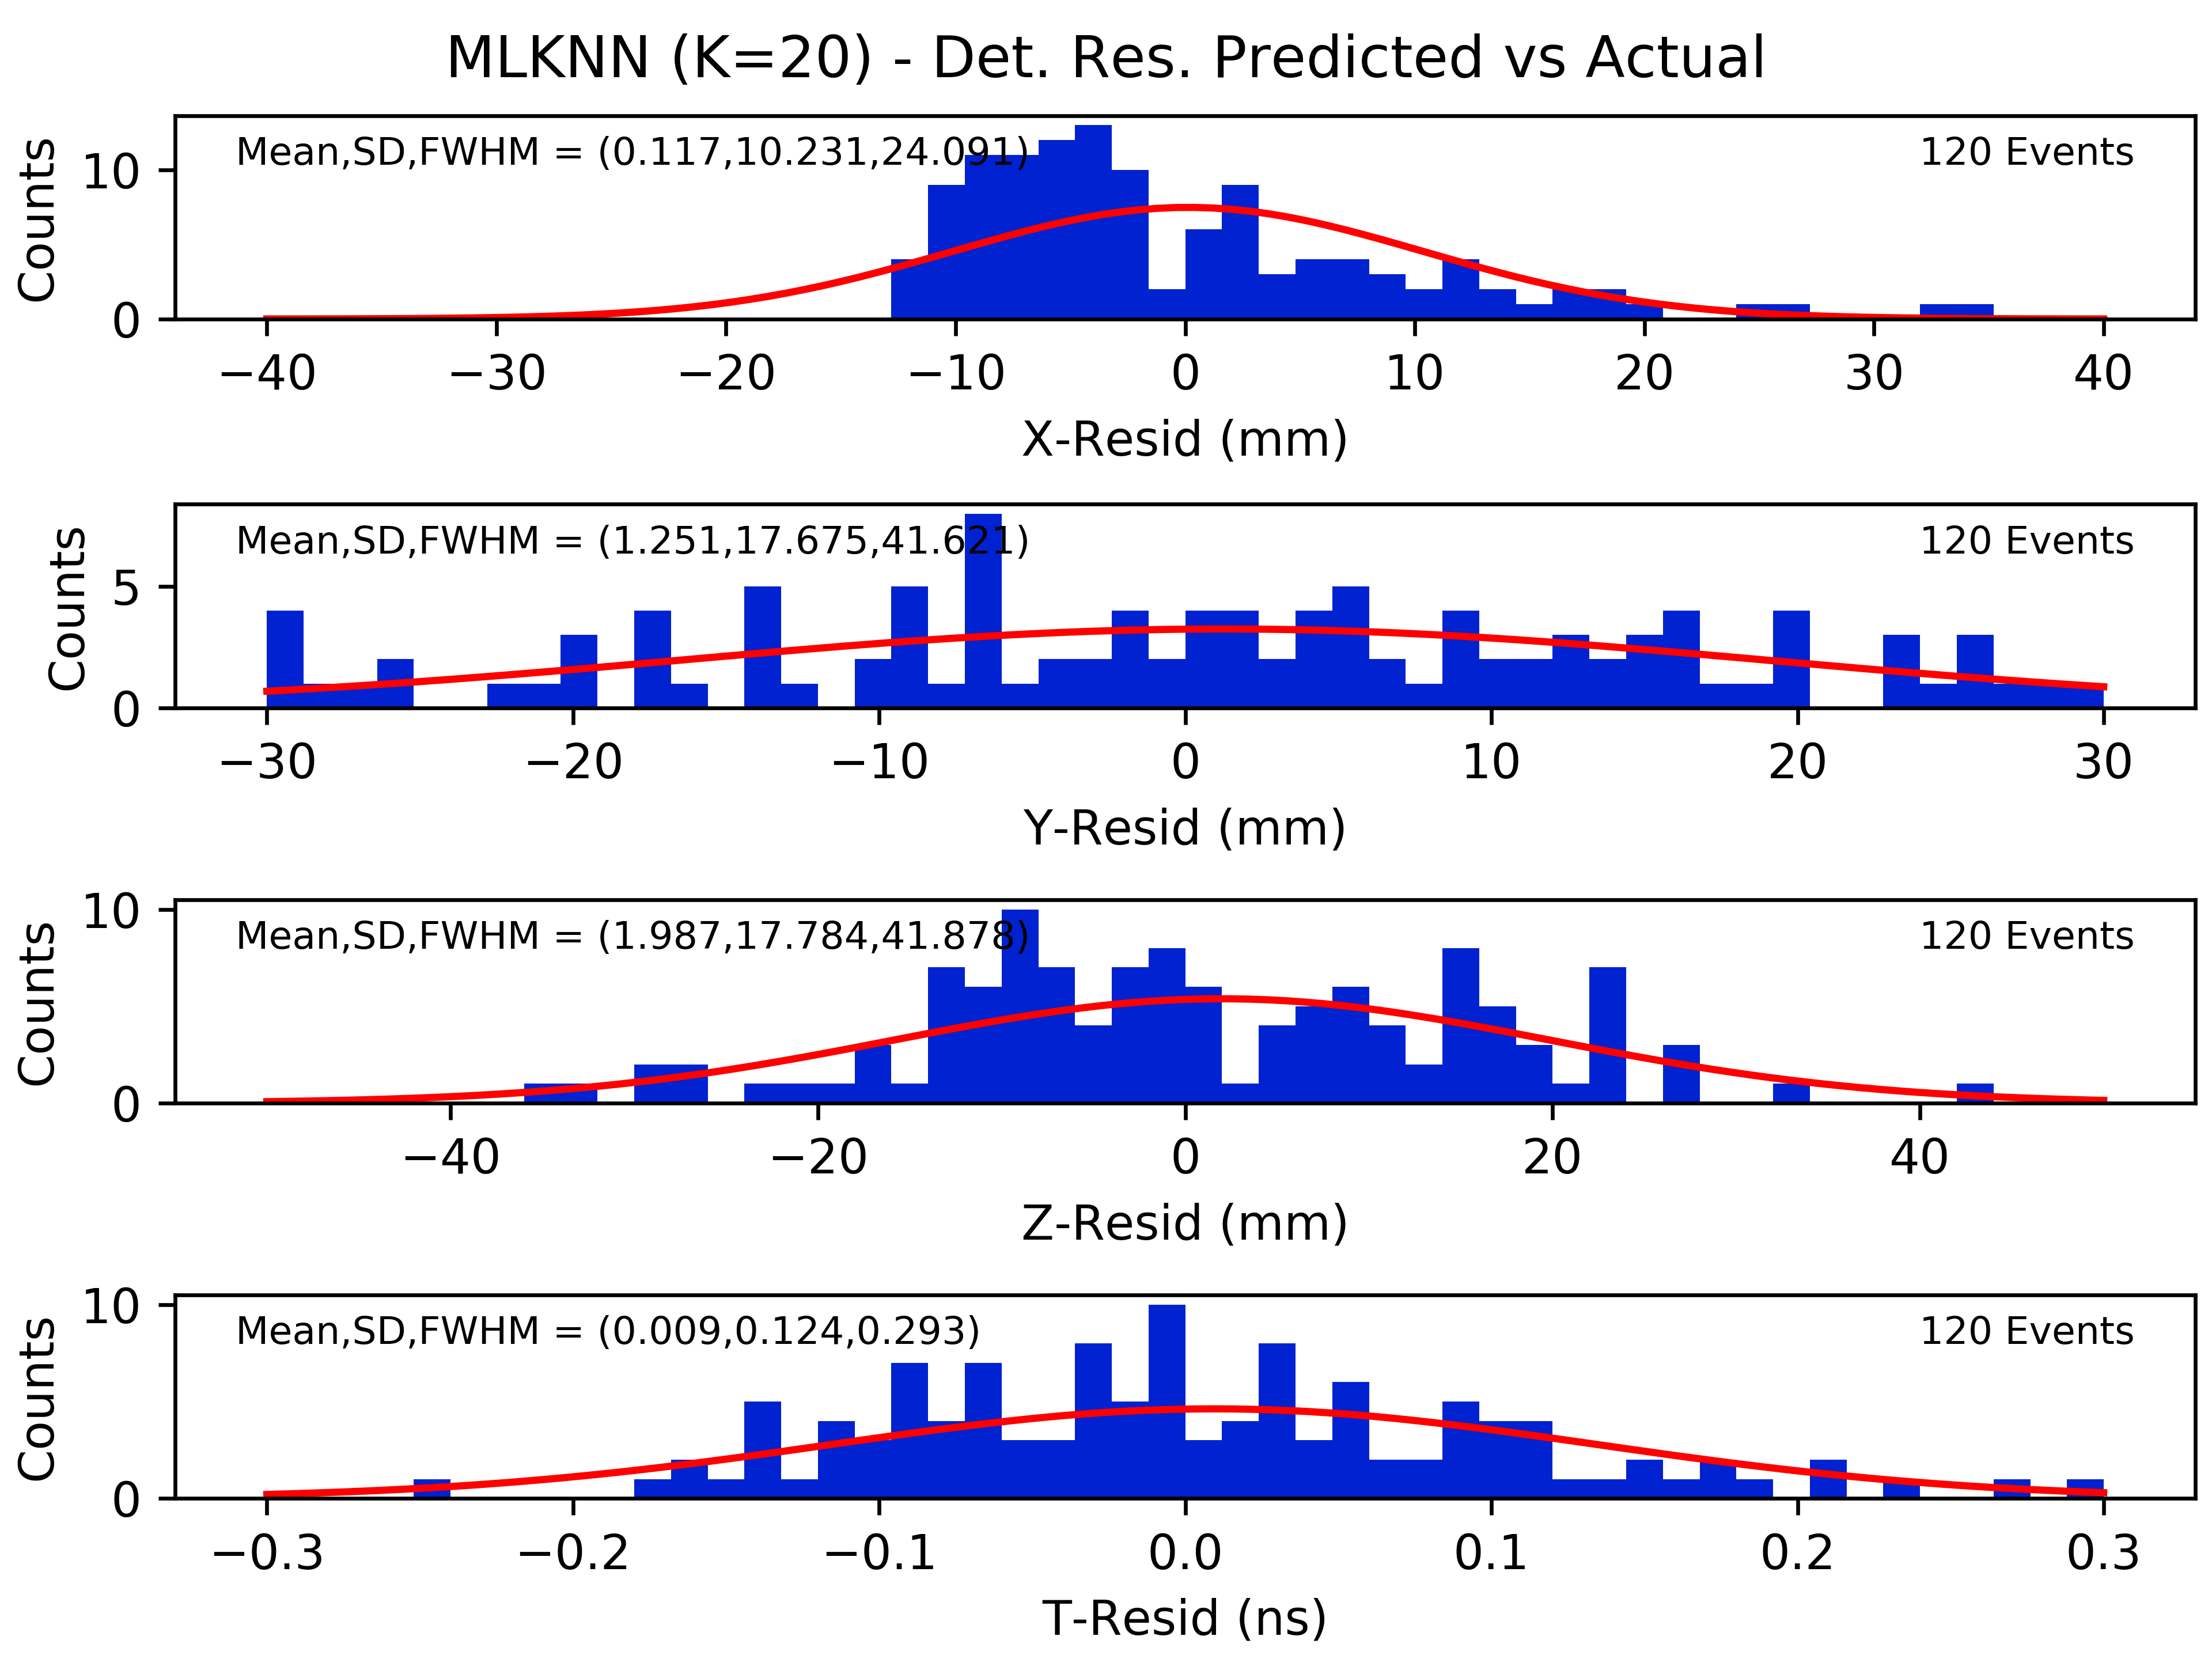 MLKNN (K=20) - Det. Res. Predicted vs Actual
Mean,SD,FWHM = (0.117,10.231,24.091)
120 Events
Counts
10
0
−40 −30 −20 −10 0 10 20 30 40
X-Resid (mm)
Mean,SD,FWHM = (1.251,17.675,41.621)
120 Events
Counts
5
0
−30 −20 −10 0 10 20 30
Y-Resid (mm)
10
Mean,SD,FWHM = (1.987,17.784,41.878)
120 Events
Counts
0
−40 −20 0 20 40
Z-Resid (mm)
10
Mean,SD,FWHM = (0.009,0.124,0.293)
120 Events
Counts
0
−0.3 −0.2 −0.1 0.0 0.1 0.2 0.3
T-Resid (ns)